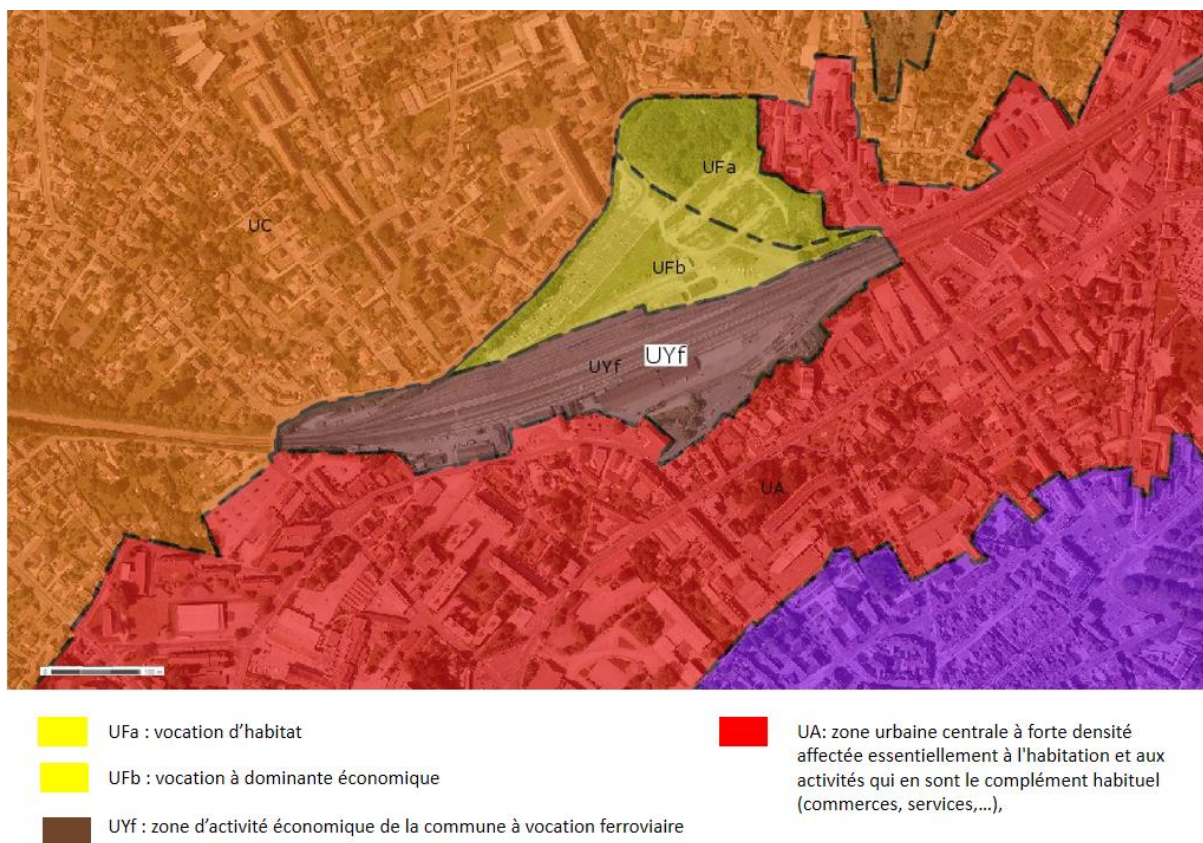 UFa
UC
UFb
UYf
UYf
UA
UFa : vocation d’habitat
UFb : vocation à dominante économique
UYf : zone d’activité économique de la commune à vocation ferroviaire
UA: zone urbaine centrale à forte densité
affectée essentiellement à l'habitation et aux
activités qui en sont le complément habituel
(commerces, services,…),